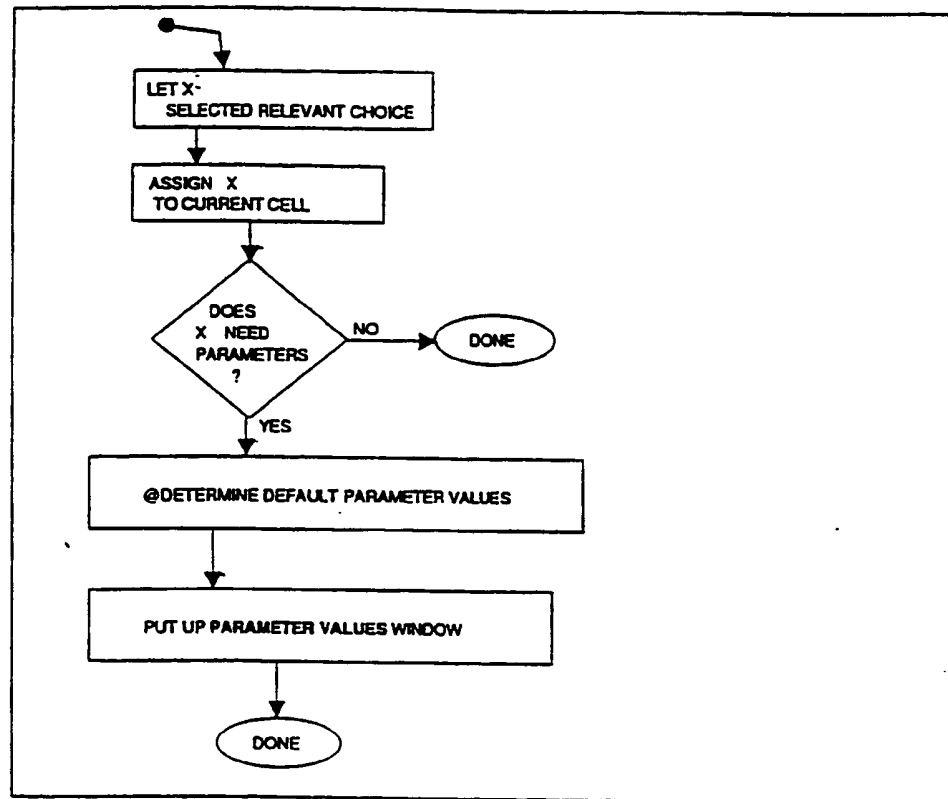 LET X-
SELECTED RELEVANT CHOICE
ASSIGN X
TO CURRENT CELL
DOES
X NEED
PARAMETERS
?
NO
DONE
YES
@DETERMINE DEFAULT PARAMETER VALUES
PUT UP PARAMETER VALUES WINDOW
DONE